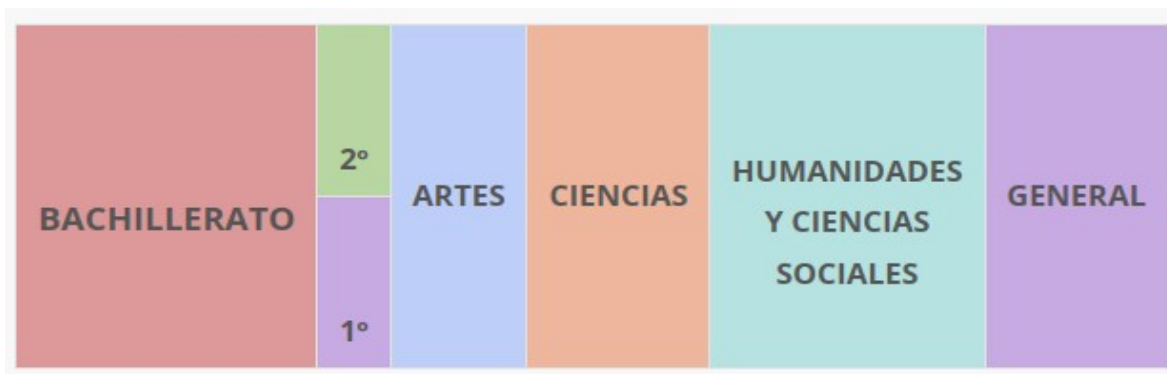 BACHILLERATO
2º
1º
ARTES
CIENCIAS
HUMANIDADES
Y CIENCIAS
SOCIALES
GENERAL